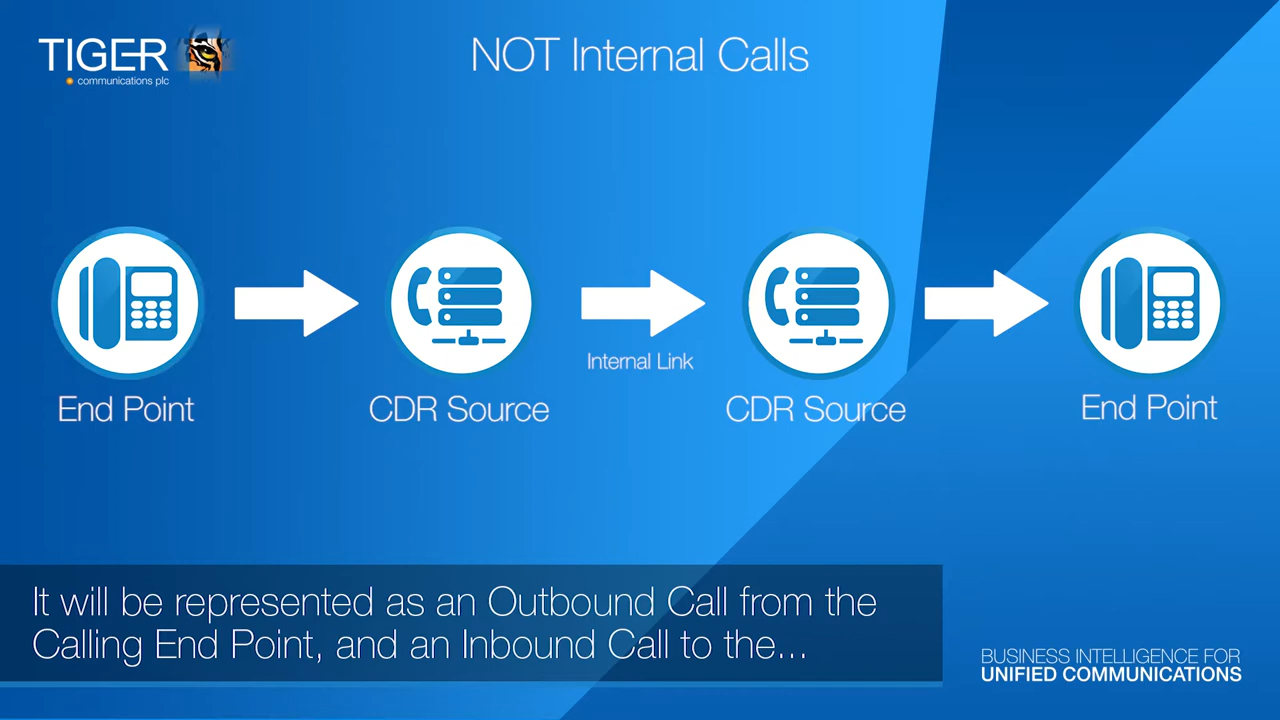 TIGER
communications plc
NOT Internal Calls
Internal Link
End Point
CDR Source
CDR Source
End Point
It will be represented as an Outbound Call from the
Calling End Point, and an Inbound Call to the...
BUSINESS INTELLIGENCE FOR
UNIFIED COMMUNICATIONS